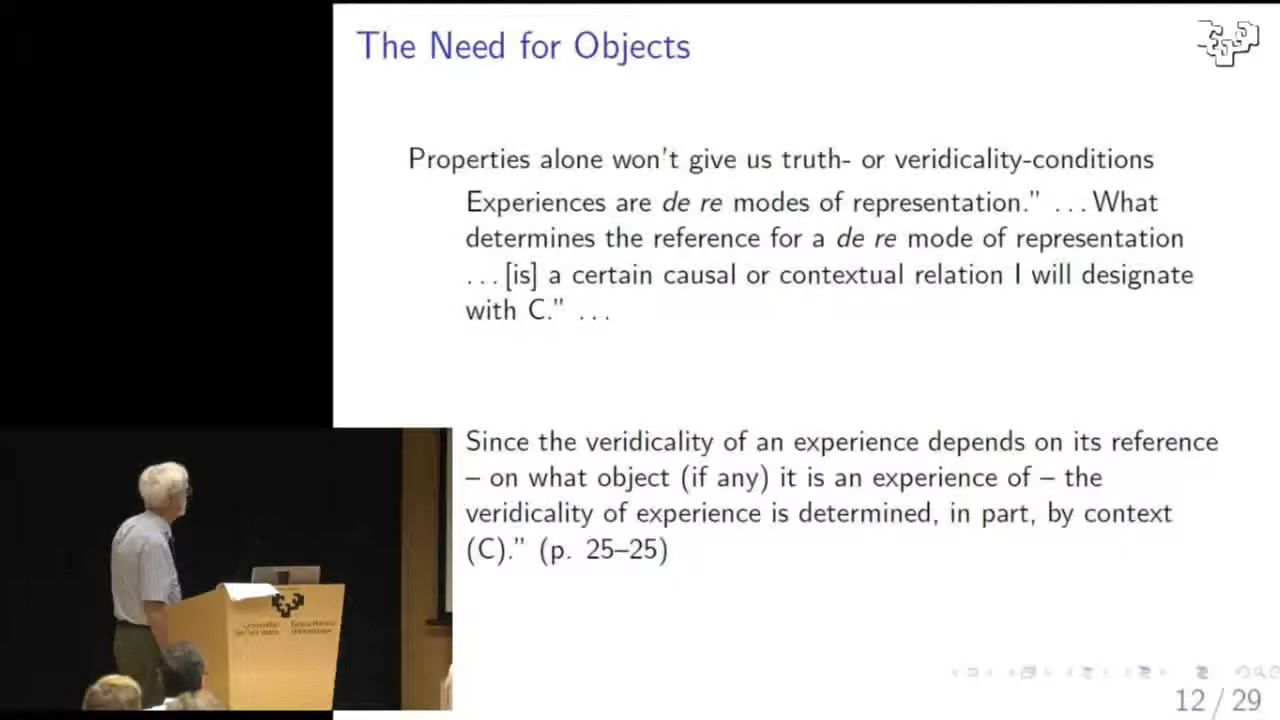 The Need for Objects
Properties alone won't give us truth- or veridicality-conditions
Experiences are de re modes of representation." ...What
determines the reference for a de re mode of representation
...[is] a certain causal or contextual relation I will designate
with C." ...
Since the veridicality of an experience depends on its reference
– on what object (if any) it is an experience of – the
veridicality of experience is determined, in part, by context
(C)." (p. 25–25)
12 / 29